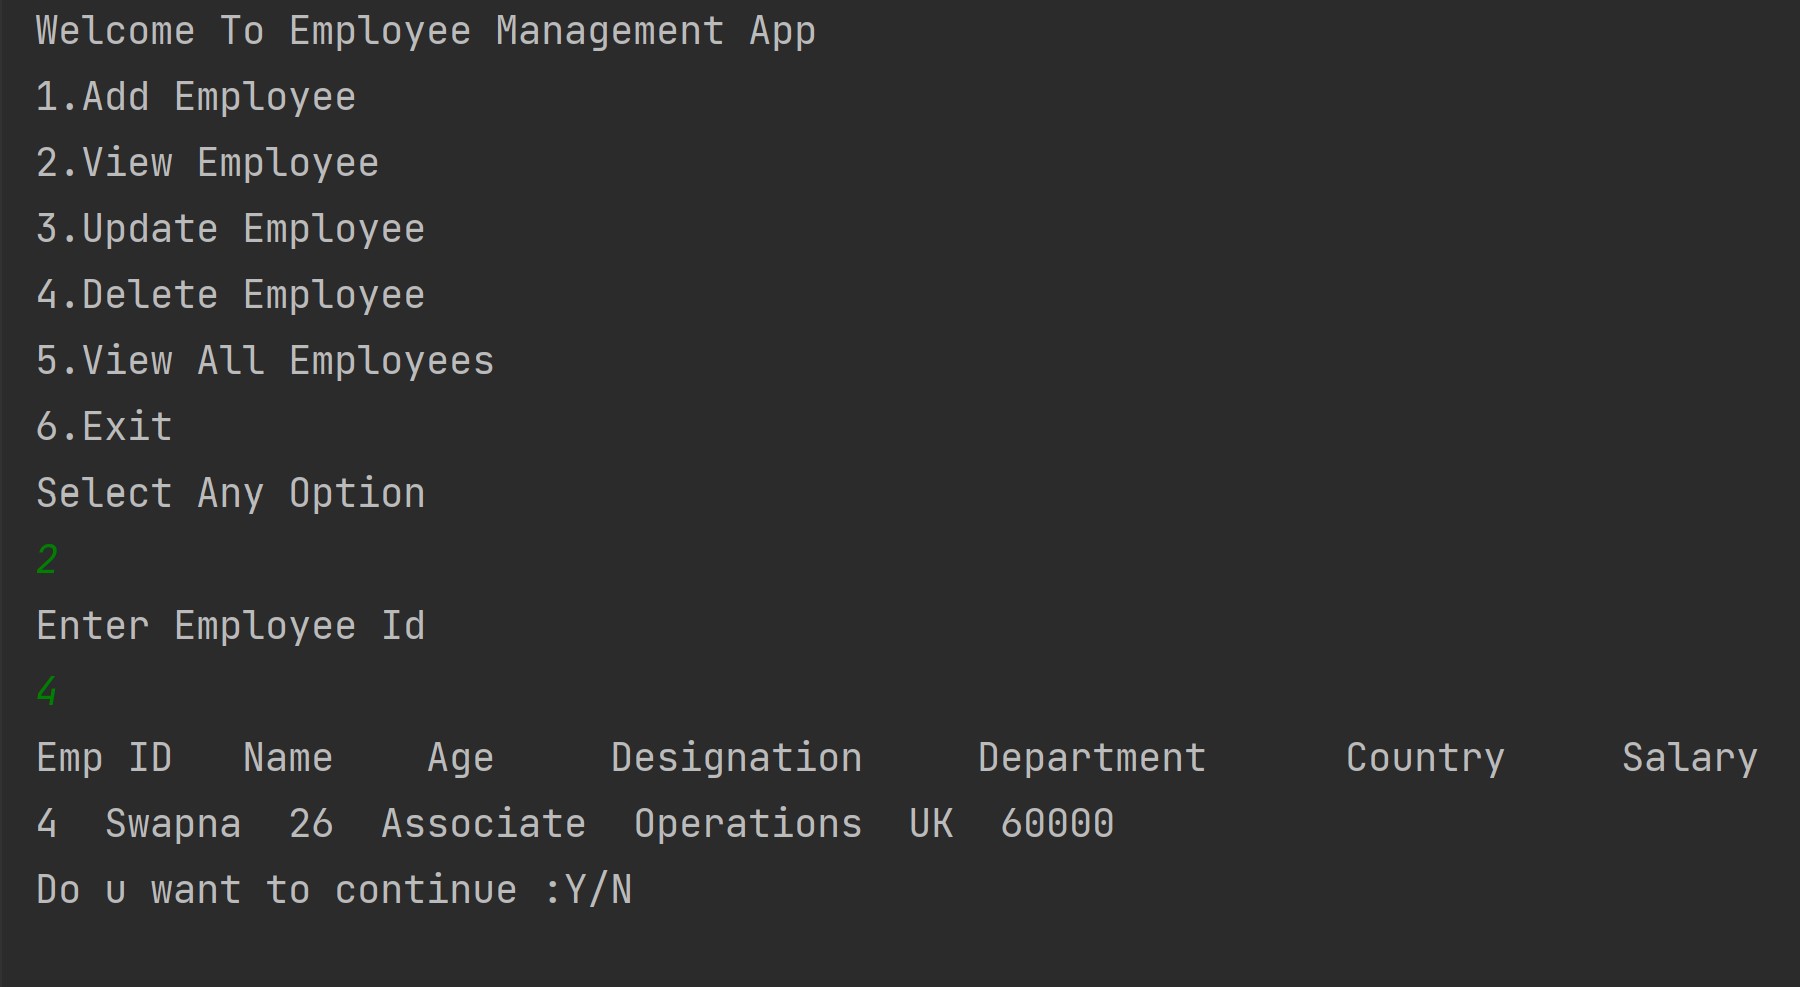 Welcome To Employee Management App
1.Add Employee
2.View Employee
3.Update Employee
4.Delete Employee
5.View All Employees
6.Exit
Select Any Option
2
Enter Employee Id
4
Emp ID   Name    Age     Designation     Department      Country     Salary
4  Swapna  26  Associate  Operations  UK  60000
Do u want to continue :Y/N